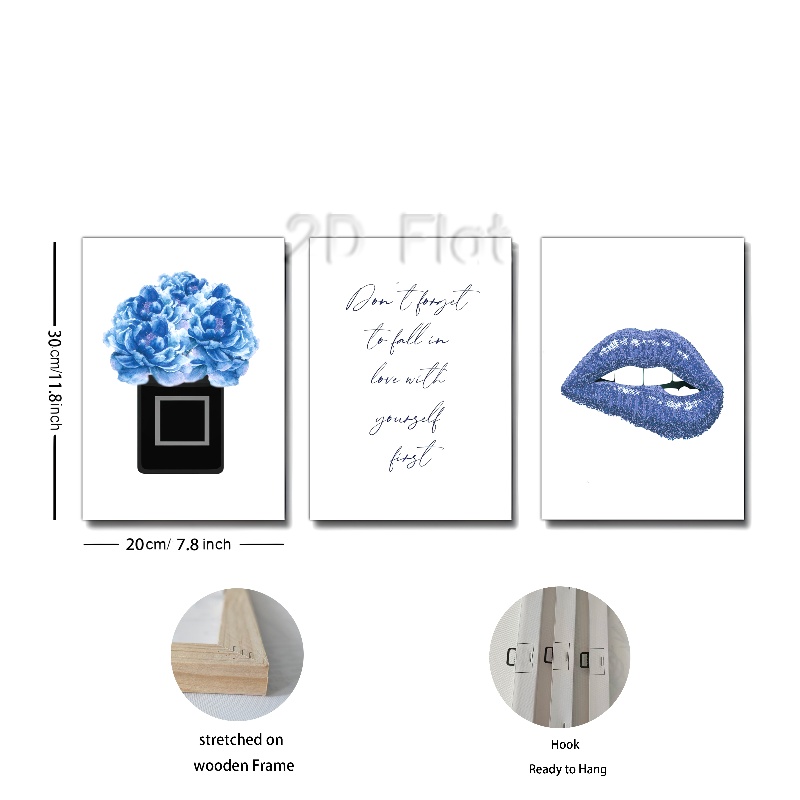 2D Flat
Don't forget
to fall in
love with
yourself
first
30cm/11.8inch
20cm/ 7.8 inch
stretched on
wooden Frame
Hook
Ready to Hang